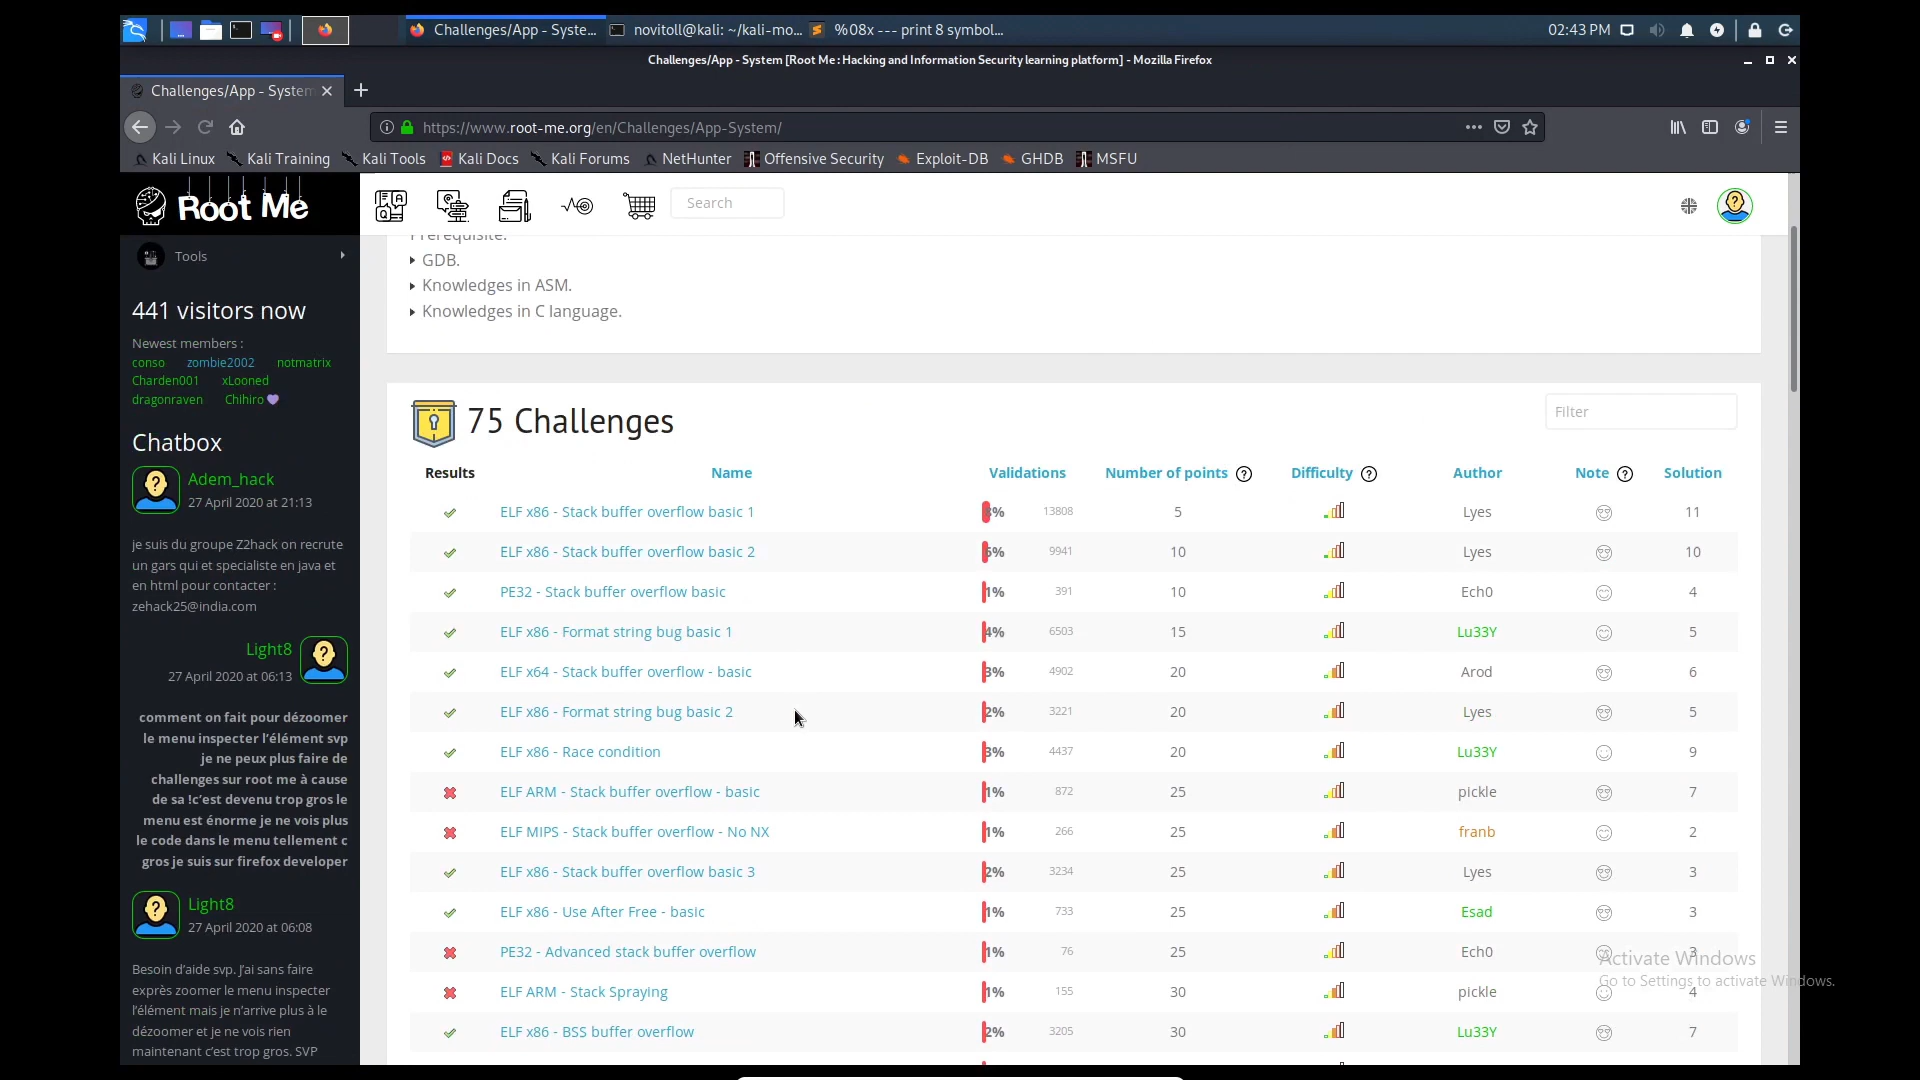 Challenges/App - Syste...
novitoll@kali: ~/kali-mo...
%08x --- print 8 symbol...
02:43 PM
Challenges/App - System [Root Me : Hacking and Information Security learning platform] - Mozilla Firefox
Challenges/App - System
https://www.root-me.org/en/Challenges/App-System/
Kali Linux Kali Training Kali Tools Kali Docs Kali Forums NetHunter Offensive Security Exploit-DB GHDB MSFU
Root Me
Search
Tools
441 visitors now
Newest members :
conso zombie2002 notmatrix
Charden001 xLooned
dragonraven Chihiro 💜
Chatbox
Adem_hack
27 April 2020 at 21:13
je suis du groupe Z2hack on recrute
un gars qui et specialiste en java et
en html pour contacter :
zehack25@india.com
Light8
27 April 2020 at 06:13
comment on fait pour dézoomer
le menu inspecter l'élément svp
je ne peux plus faire de
challenges sur root me à cause
de sa !c'est devenu trop gros le
menu est énorme je ne vois plus
le code dans le menu tellement c
gros je suis sur firefox developer
Light8
27 April 2020 at 06:08
Besoin d'aide svp. J'ai sans faire
exprès zoomer le menu inspecter
l'élément mais je n'arrive plus à le
dézoomer et je ne vois rien
maintenant c'est trop gros. SVP
Prerequisite:
GDB.
Knowledges in ASM.
Knowledges in C language.
75 Challenges
Filter
Results Name Validations Number of points Difficulty Author Note Solution
ELF x86 - Stack buffer overflow basic 1 8% 13808 5 Lyes 11
ELF x86 - Stack buffer overflow basic 2 6% 9941 10 Lyes 10
PE32 - Stack buffer overflow basic 1% 391 10 Ech0 4
ELF x86 - Format string bug basic 1 4% 6503 15 Lu33Y 5
ELF x64 - Stack buffer overflow - basic 3% 4902 20 Arod 6
ELF x86 - Format string bug basic 2 2% 3221 20 Lyes 5
ELF x86 - Race condition 3% 4437 20 Lu33Y 9
ELF ARM - Stack buffer overflow - basic 1% 872 25 pickle 7
ELF MIPS - Stack buffer overflow - No NX 1% 266 25 franb 2
ELF x86 - Stack buffer overflow basic 3 2% 3234 25 Lyes 3
ELF x86 - Use After Free - basic 1% 733 25 Esad 3
PE32 - Advanced stack buffer overflow 1% 76 25 Ech0 3
ELF ARM - Stack Spraying 1% 155 30 pickle 4
ELF x86 - BSS buffer overflow 2% 3205 30 Lu33Y 7
Activate Windows
Go to Settings to activate Windows.